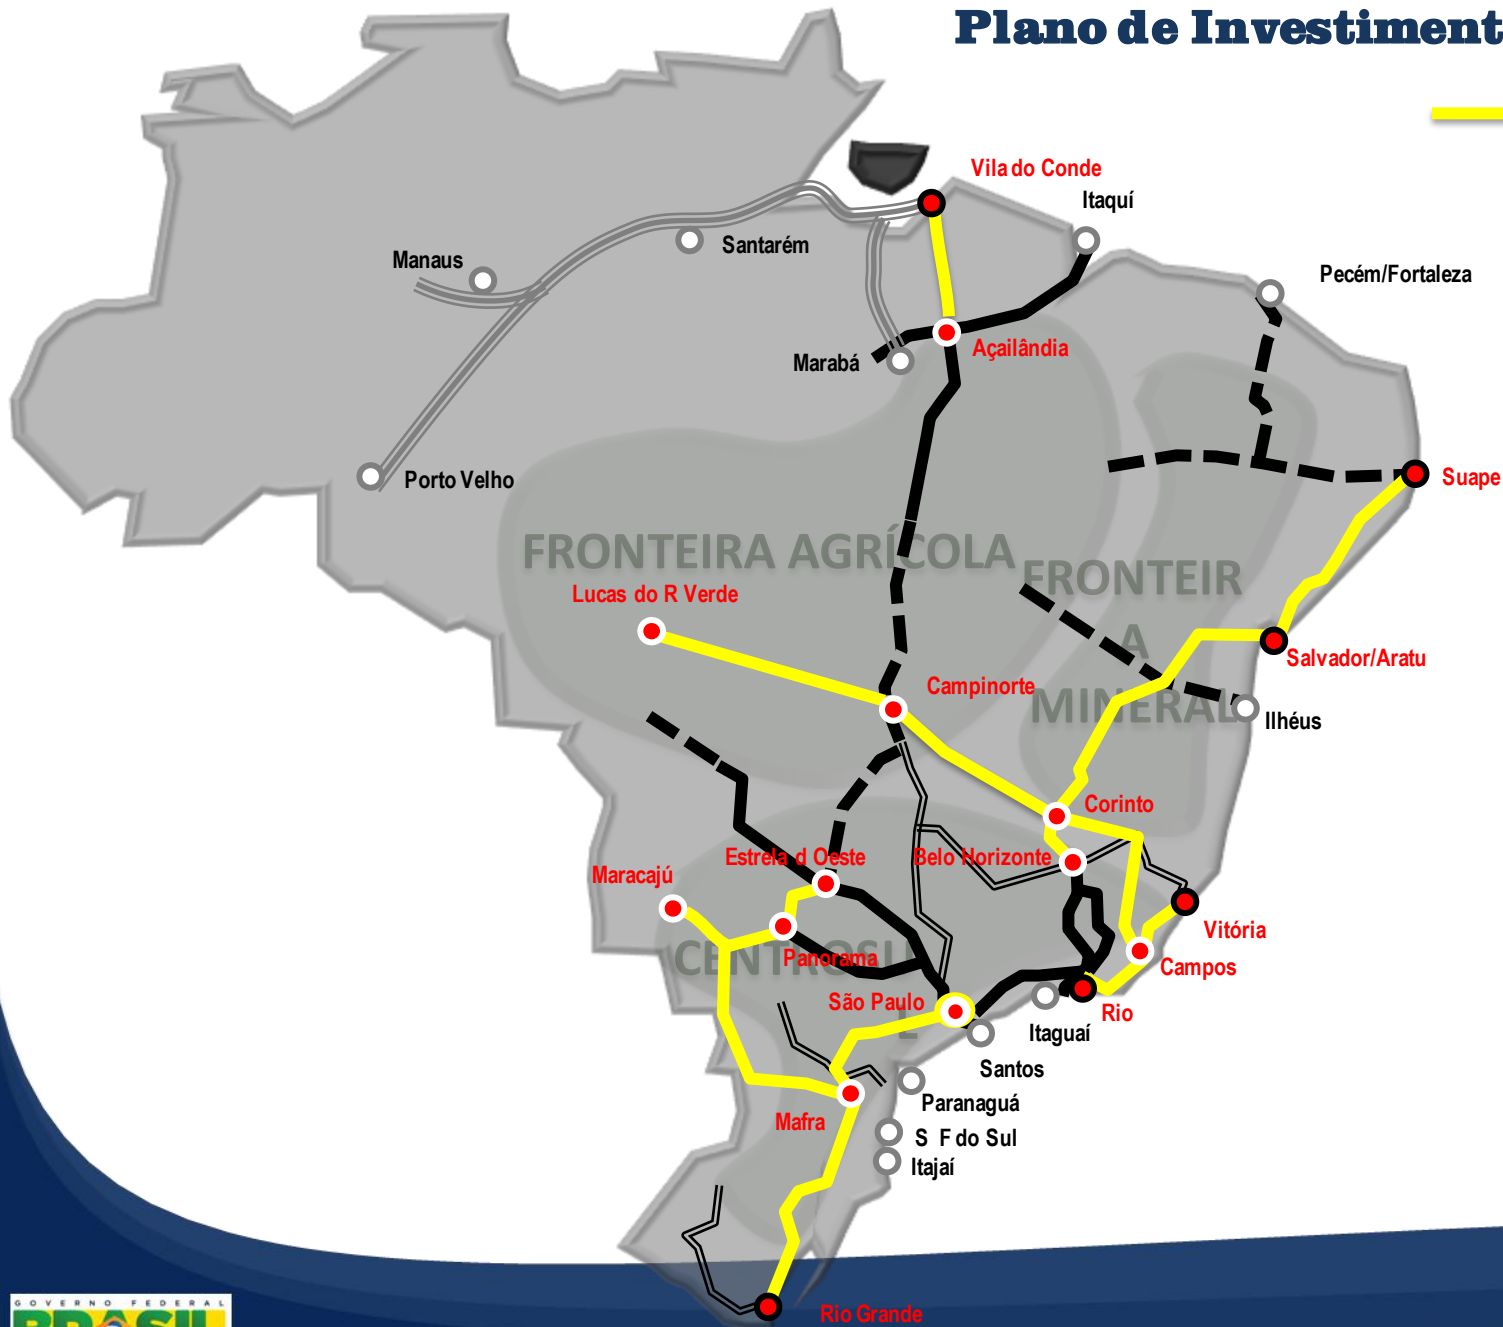 Plano de Investiment
Vila do Conde
Itaquí
Santarém
Manaus
Pecém/Fortaleza
Açailândia
Marabá
Porto Velho
Suape
FRONTEIRA AGRÍCOLA
FRONTEIR
A
MINERAL
Lucas do R Verde
Salvador/Aratu
Campinorte
Ilhéus
Corinto
Estrela d Oeste
Belo Horizonte
Maracajú
Vitória
CENTROSU
L
Panorama
Campos
São Paulo
Rio
Itaguaí
Santos
Paranaguá
Mafra
S F do Sul
Itajaí
Rio Grande
GOVERNO FEDERAL
BRASIL